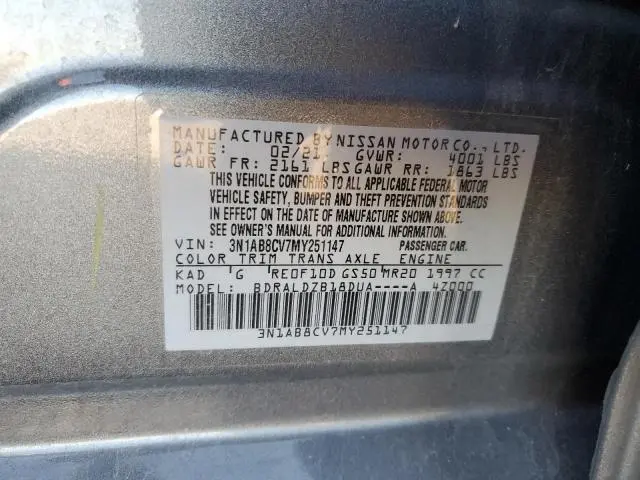 MANUFACTURED BY NISSAN MOTOR CO., LTD.
DATE: 02/21 GVWR: 4001 LBS
GAWR FR: 2161 LBS GAWR RR: 1863 LBS
THIS VEHICLE CONFORMS TO ALL APPLICABLE FEDERAL MOTOR
VEHICLE SAFETY, BUMPER AND THEFT PREVENTION STANDARDS
IN EFFECT ON THE DATE OF MANUFACTURE SHOWN ABOVE.
SEE OWNER'S MANUAL FOR ADDITIONAL INFORMATION.
VIN: 3N1AB8CV7MY251147 PASSENGER CAR.
COLOR TRIM TRANS AXLE ENGINE
KAD G RE0F10D GS50 MR20 1997 CC
MODEL: BDRALDZB18DUA----A 4Z000
3N1AB8CV7MY251147